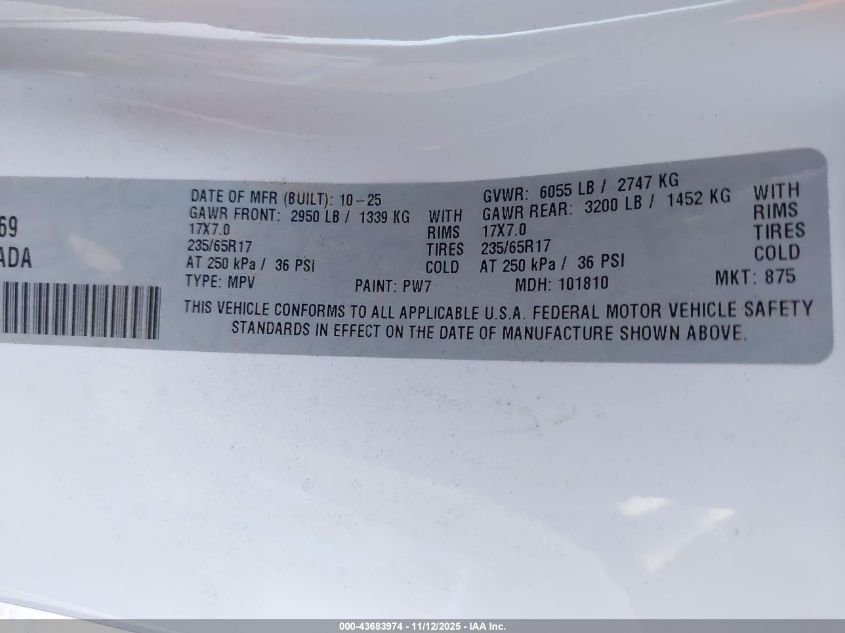 69
ADA
DATE OF MFR (BUILT): 10-25
GVWR: 6055 LB / 2747 KG
GAWR FRONT: 2950 LB / 1339 KG WITH
GAWR REAR: 3200 LB / 1452 KG WITH
17X7.0 RIMS
17X7.0 RIMS
235/65R17 TIRES
235/65R17 TIRES
AT 250 kPa / 36 PSI COLD
AT 250 kPa / 36 PSI COLD
TYPE: MPV PAINT: PW7 MDH: 101810 MKT: 875
THIS VEHICLE CONFORMS TO ALL APPLICABLE U.S.A. FEDERAL MOTOR VEHICLE SAFETY
STANDARDS IN EFFECT ON THE DATE OF MANUFACTURE SHOWN ABOVE.
000-43683974 - 11/12/2025 - IAA Inc.